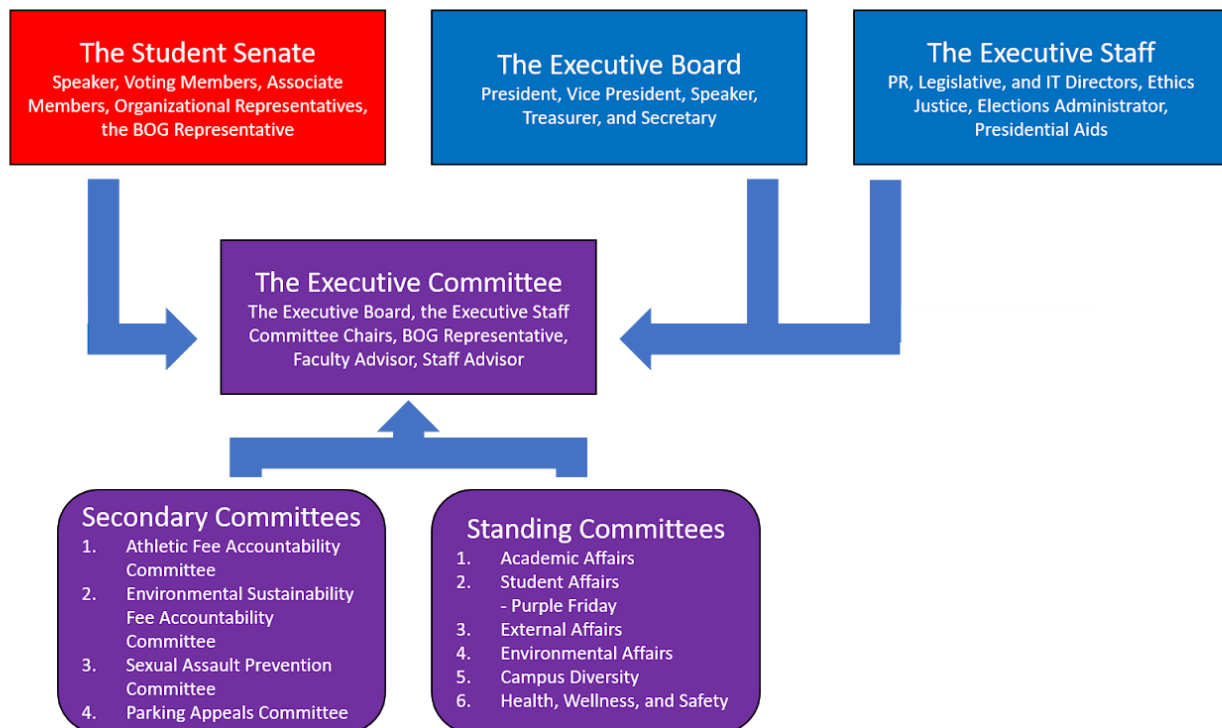 The Student Senate
Speaker, Voting Members, Associate
Members, Organizational Representatives,
the BOG Representative
The Executive Board
President, Vice President, Speaker,
Treasurer, and Secretary
The Executive Staff
PR, Legislative, and IT Directors, Ethics
Justice, Elections Administrator,
Presidential Aids
The Executive Committee
The Executive Board, the Executive Staff
Committee Chairs, BOG Representative,
Faculty Advisor, Staff Advisor
Secondary Committees
1. Athletic Fee Accountability
Committee
2. Environmental Sustainability
Fee Accountability
Committee
3. Sexual Assault Prevention
Committee
4. Parking Appeals Committee
Standing Committees
1. Academic Affairs
2. Student Affairs
- Purple Friday
3. External Affairs
4. Environmental Affairs
5. Campus Diversity
6. Health, Wellness, and Safety